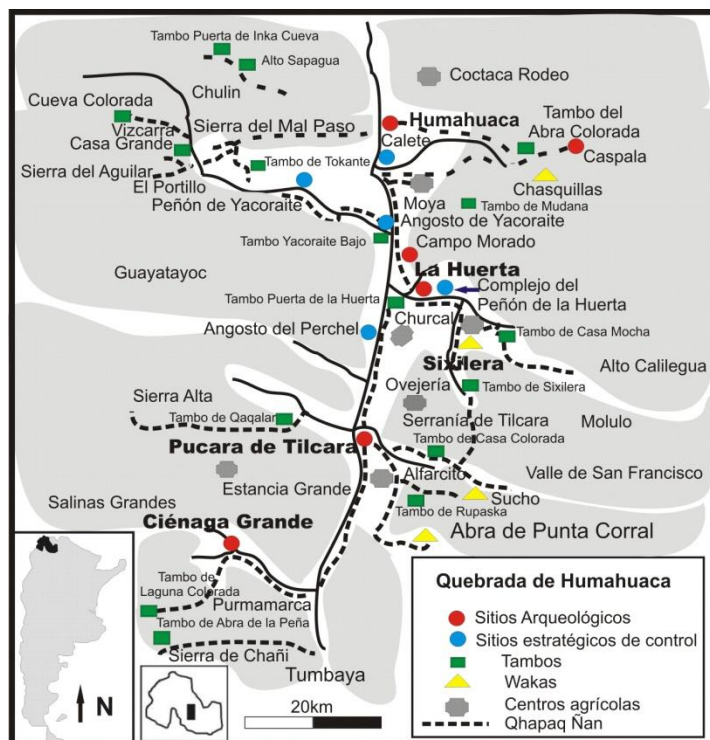 Tambo Puerta de Inka Cueva
Alto Sapagua
Chulin
Coctaca Rodeo
Cueva Colorada
Vizcarra
Casa Grande
Sierra del Mal Paso
Humahuaca
Calete
Tambo del
Abra Colorada
Caspala
Sierra del Aguilar
Tambo de Tokante
El Portillo
Peñón de Yacoraite
Chasquillas
Moya
Tambo de Mudana
Angosto de Yacoraite
Tambo Yacoraite Bajo
Campo Morado
Guayatayoc
La Huerta
Complejo del
Peñón de la Huerta
Tambo Puerta de la Huerta
Churcal
Angosto del Perchel
Tambo de Casa Mocha
Sixilera
Alto Calilegua
Ovejería
Tambo de Sixilera
Sierra Alta
Tambo de Qaqalar
Serranía de Tilcara
Molulo
Tambo de Casa Colorada
Pucara de Tilcara
Alfarcito
Valle de San Francisco
Estancia Grande
Salinas Grandes
Sucho
Tambo de Rupaska
Ciénaga Grande
Abra de Punta Corral
Tambo de
Laguna Colorada
Purmamarca
Tambo de Abra de la Peña
Sierra de Chañi
Tumbaya
N
20km
Quebrada de Humahuaca
Sitios Arqueológicos
Sitios estratégicos de control
Tambos
Wakas
Centros agrícolas
Qhapaq Ñan